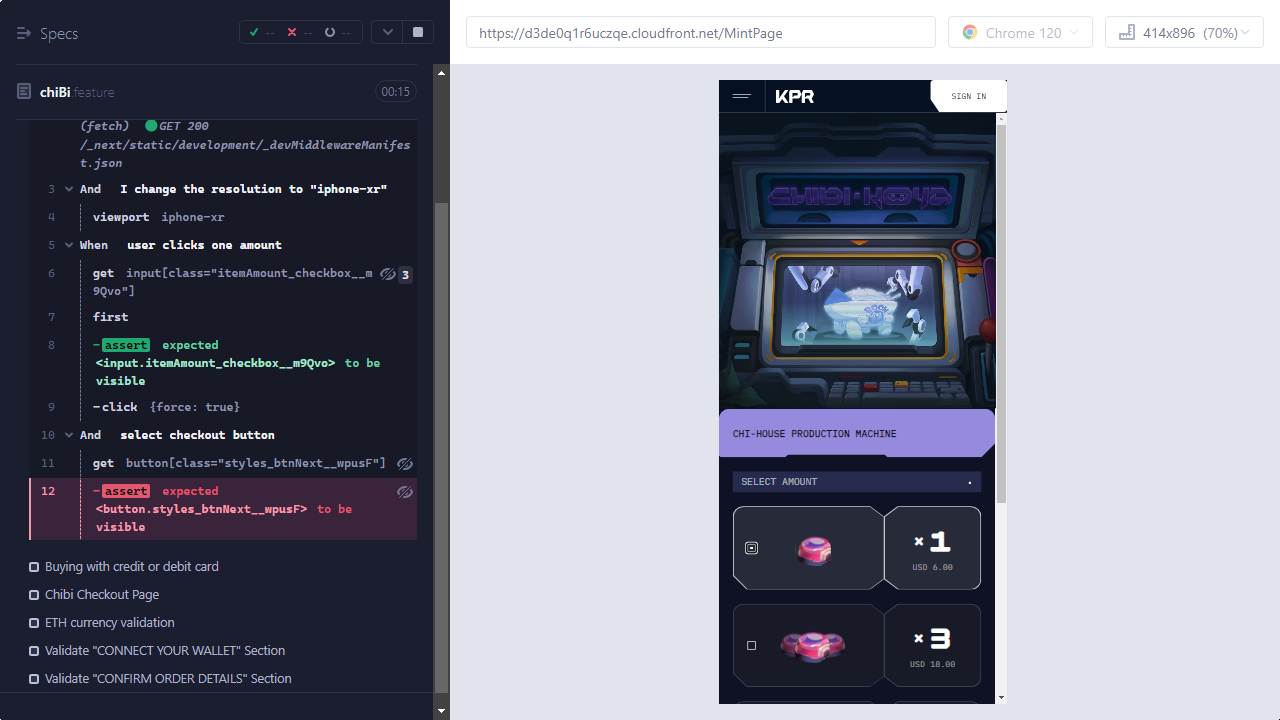 Specs
--
--
--
chiBi.feature
00:15
(fetch) GET 200
/_next/static/development/_devMiddlewareManifes
t.json
3 And I change the resolution to "iphone-xr"
4 viewport iphone-xr
5 When user clicks one amount
6 get input[class="itemAmount_checkbox__m
9Qvo"]
3
7 first
8 -assert expected
<input.itemAmount_checkbox__m9Qvo> to be
visible
9 -click {force: true}
10 And select checkout button
11 get button[class="styles_btnNext__wpusF"]
12 -assert expected
<button.styles_btnNext__wpusF> to be
visible
Buying with credit or debit card
Chibi Checkout Page
ETH currency validation
Validate "CONNECT YOUR WALLET" Section
Validate "CONFIRM ORDER DETAILS" Section
https://d3de0q1r6uczqe.cloudfront.net/MintPage
Chrome 120
414x896 (70%)
KPR
SIGN IN
CHIBI-KOYA
CHI-HOUSE PRODUCTION MACHINE
SELECT AMOUNT
×1
USD 6.00
×3
USD 18.00